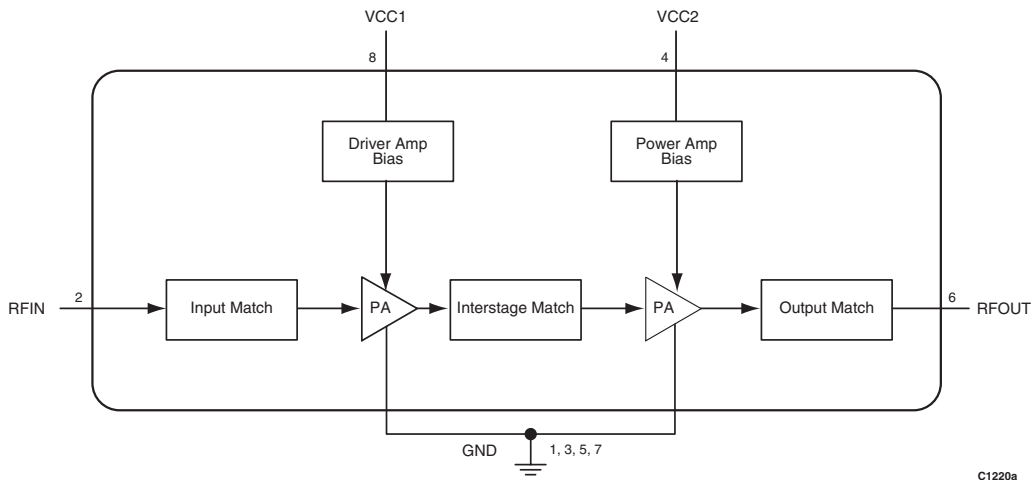 VCC1
VCC2
8
4
Driver Amp
Bias
Power Amp
Bias
RFIN
2
Input Match
PA
Interstage Match
PA
Output Match
6
RFOUT
GND
1, 3, 5, 7
C1220a